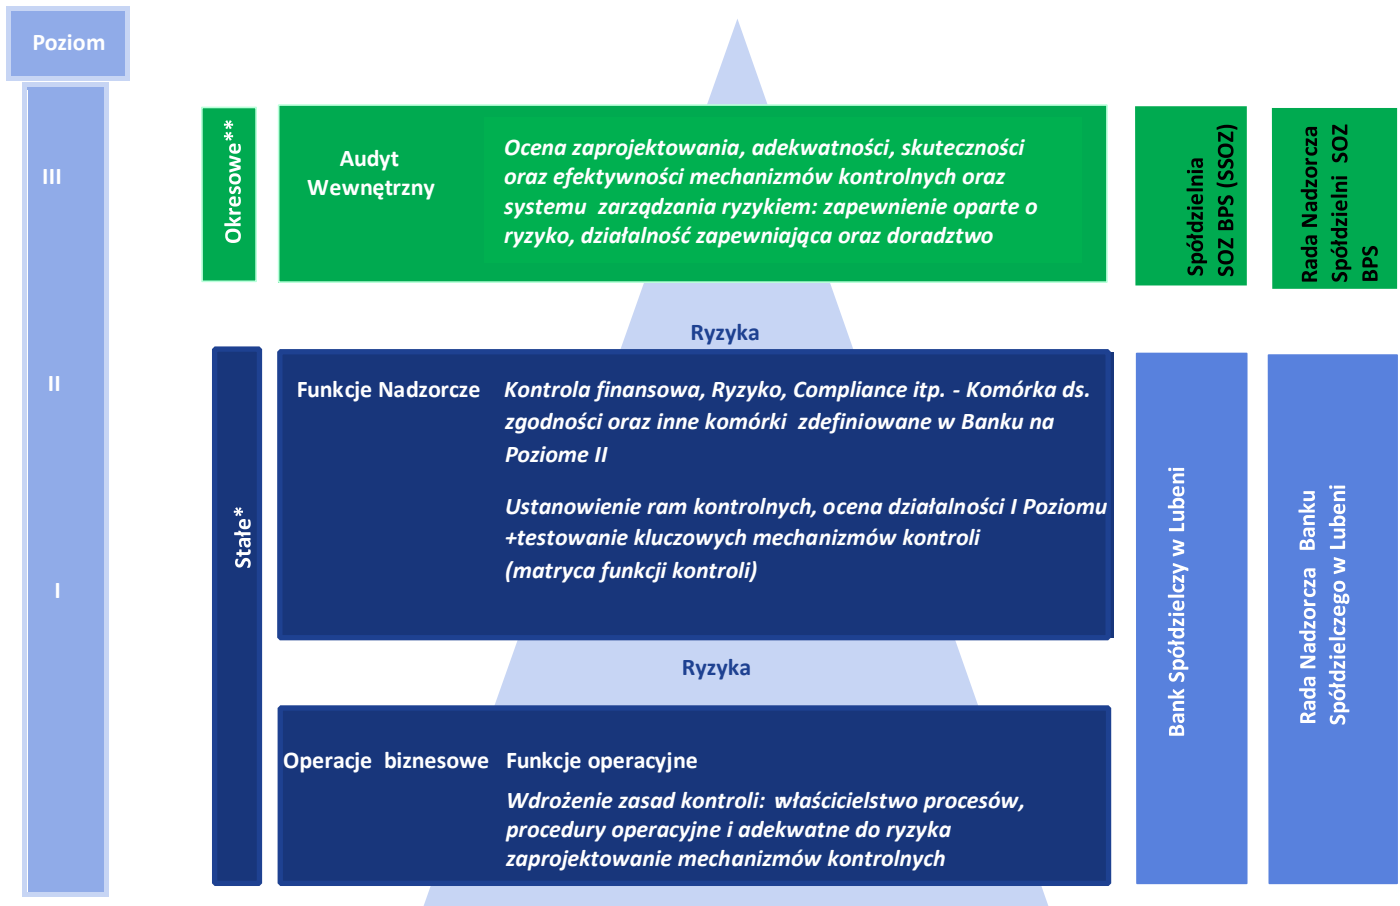 Poziom
III
Okresowe**
Audyt
Wewnętrzny
Ocena zaprojektowania, adekwatności, skuteczności
oraz efektywności mechanizmów kontrolnych oraz
systemu zarządzania ryzykiem: zapewnienie oparte o
ryzyko, działalność zapewniająca oraz doradztwo
Spółdzielnia
SOZ BPS (SSOZ)
Rada Nadzorcza
Spółdzielni SOZ
BPS
Ryzyka
II
Stałe*
Funkcje Nadzorcze
Kontrola finansowa, Ryzyko, Compliance itp. - Komórka ds.
zgodności oraz inne komórki zdefiniowane w Banku na
Poziome II
Ustanowienie ram kontrolnych, ocena działalności I Poziomu
+testowanie kluczowych mechanizmów kontroli
(matryca funkcji kontroli)
Bank Spółdzielczy w Lubeni
Rada Nadzorcza Banku
Spółdzielczego w Lubeni
I
Ryzyka
Operacje biznesowe
Funkcje operacyjne
Wdrożenie zasad kontroli: właścicielstwo procesów,
procedury operacyjne i adekwatne do ryzyka
zaprojektowanie mechanizmów kontrolnych